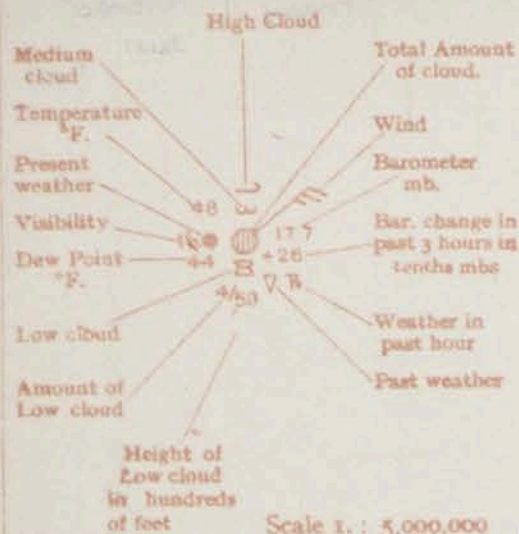 High Cloud
Medium
cloud
Total Amount
of cloud.
Temperature
°F.
Wind
Present
weather
Barometer
mb.
48
Visibility
16
177
Bar. change in
past 3 hours in
tenths mbs
Dew Point
°F.
44
+26
8
4/50
Low cloud
Weather in
past hour
Amount of
Low cloud
Past weather
Height of
Low cloud
in hundreds
of feet
Scale 1. : 5,000,000